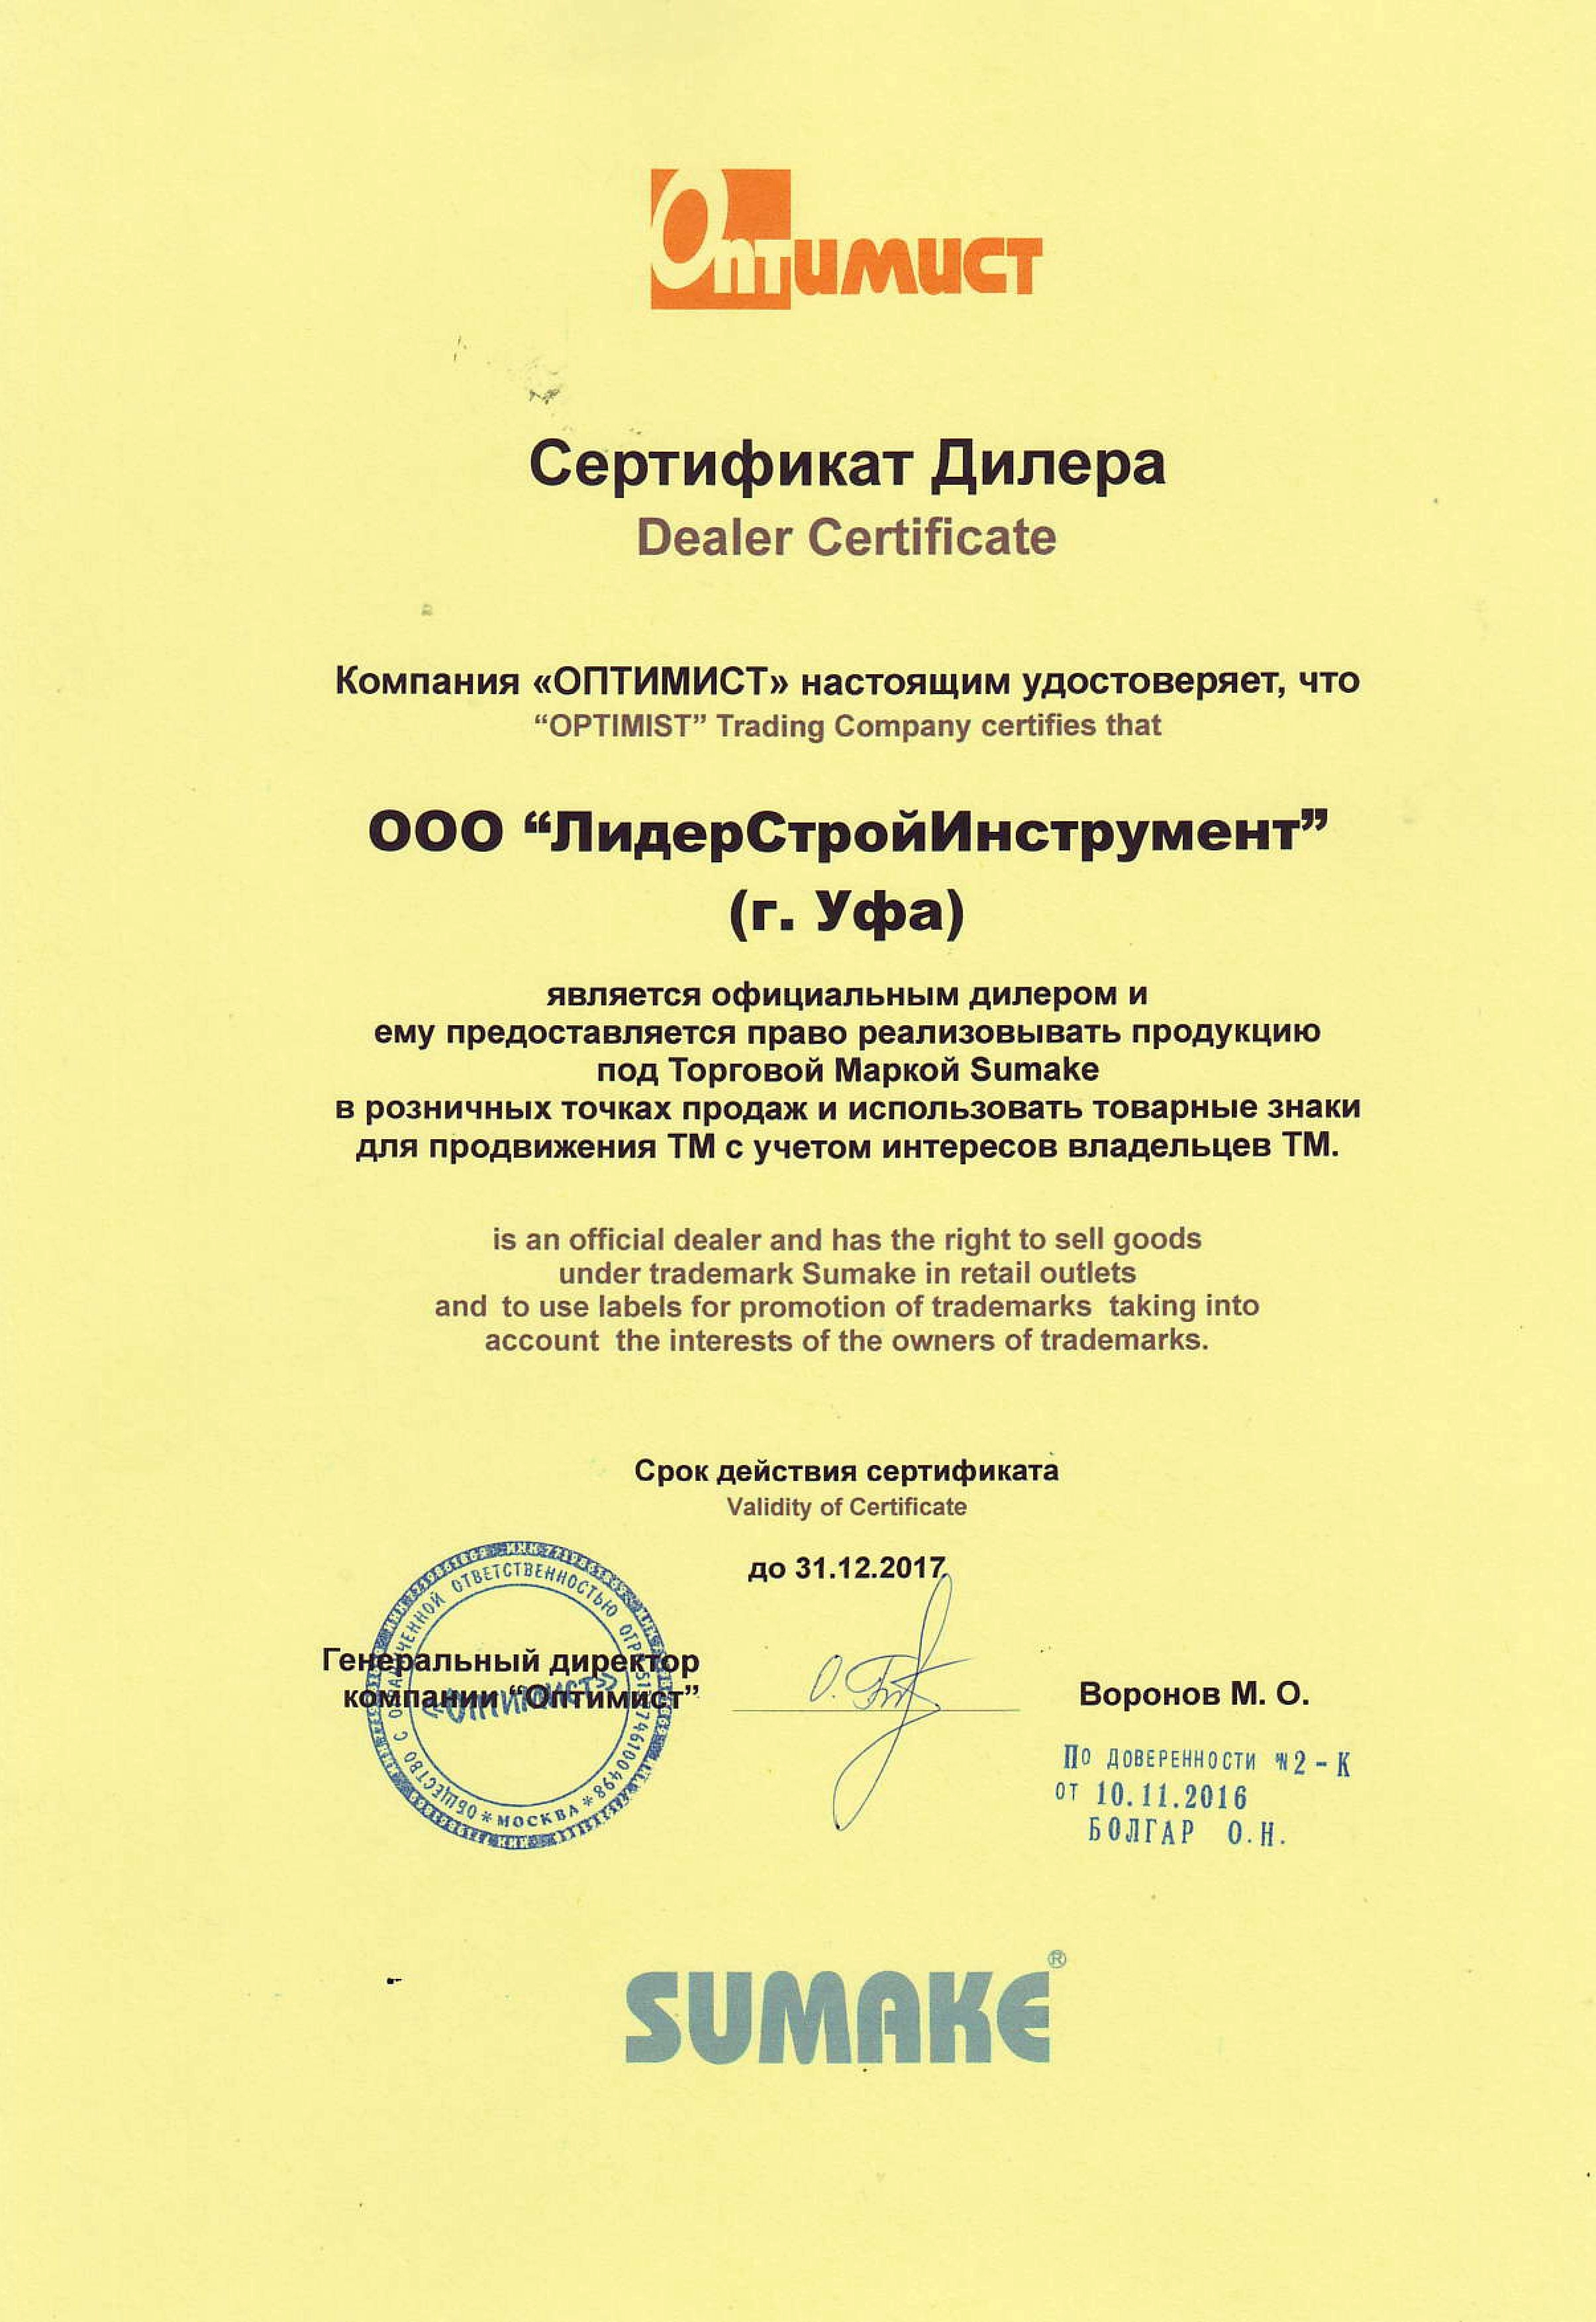 Оптимист
Сертификат Дилера
Dealer Certificate
Компания «ОПТИМИСТ» настоящим удостоверяет, что
“OPTIMIST” Trading Company certifies that
ООО “ЛидерСтройИнструмент”
(г. Уфа)
является официальным дилером и
ему предоставляется право реализовывать продукцию
под Торговой Маркой Sumake
в розничных точках продаж и использовать товарные знаки
для продвижения ТМ с учетом интересов владельцев ТМ.
is an official dealer and has the right to sell goods
under trademark Sumake in retail outlets
and to use labels for promotion of trademarks taking into
account the interests of the owners of trademarks.
Срок действия сертификата
Validity of Certificate
до 31.12.2017
Генеральный директор
компании “Оптимист”
Воронов М. О.
ОБЩЕСТВО С ОГРАНИЧЕННОЙ ОТВЕТСТВЕННОСТЬЮ
* МОСКВА *
«Оптимист»
По доверенности №2-К
от 10.11.2016
БОЛГАР О.Н.
SUMAKE®